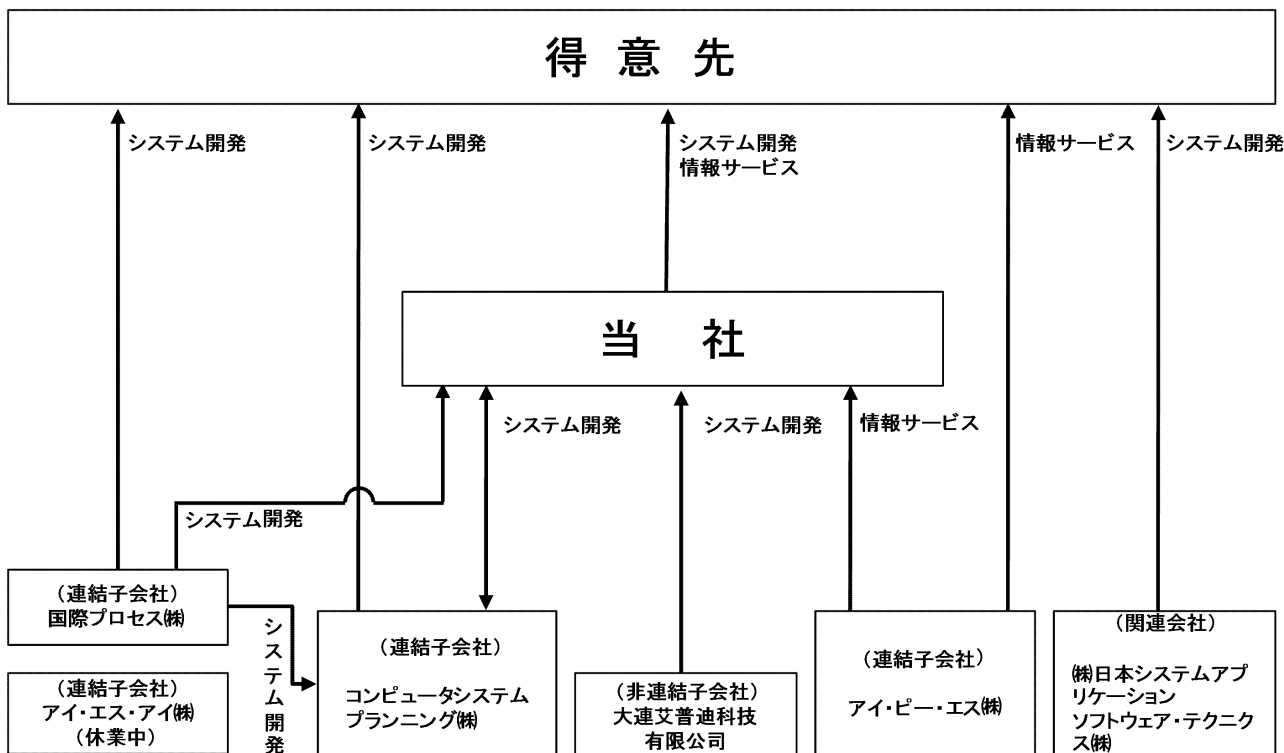 得意先
システム開発
システム開発
システム開発
情報サービス
情報サービス
システム開発
当社
システム開発
システム開発
情報サービス
システム開発
(連結子会社)
国際プロセス㈱
システム開発
(連結子会社)
アイ・エス・アイ㈱
(休業中)
(連結子会社)
コンピュータシステム
プランニング㈱
(非連結子会社)
大連艾普迪科技
有限公司
(連結子会社)
アイ・ピー・エス㈱
(関連会社)
㈱日本システムアプ
リケーション
ソフトウェア・テクニク
ス㈱